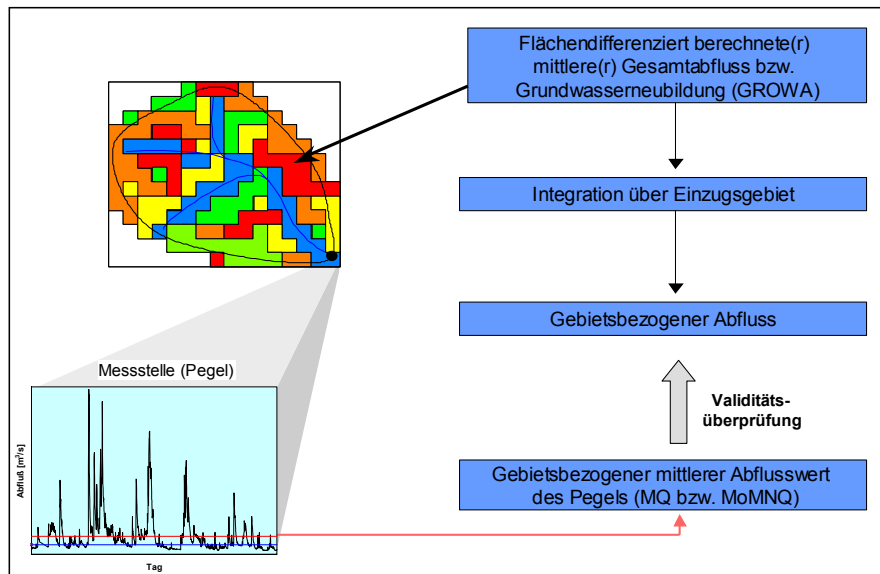 Flächendifferenziert berechnete(r)
mittlere(r) Gesamtabfluss bzw.
Grundwasserneubildung (GROWA)
Integration über Einzugsgebiet
Gebietsbezogener Abfluss
Messstelle (Pegel)
Validitäts-
überprüfung
Gebietsbezogener mittlerer Abflusswert
des Pegels (MQ bzw. MoMNQ)
Abfluß [m³/s]
Tag